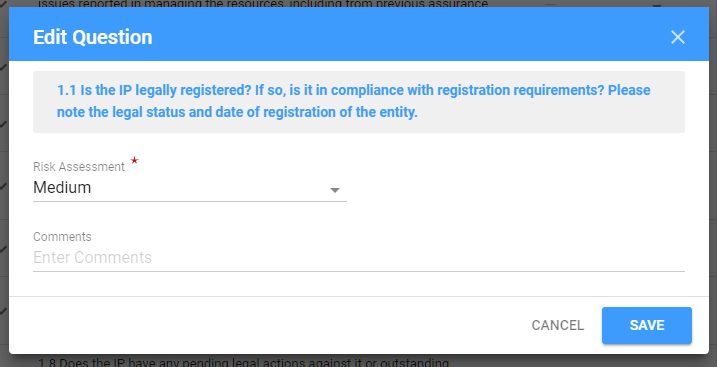 issues reported in managing the resources, including from previous assurance
Edit Question
1.1 Is the IP legally registered? If so, is it in compliance with registration requirements? Please
note the legal status and date of registration of the entity.
Risk Assessment *
Medium
Comments
Enter Comments
CANCEL SAVE
1.8 Does the IP have any pending legal actions against it or outstanding